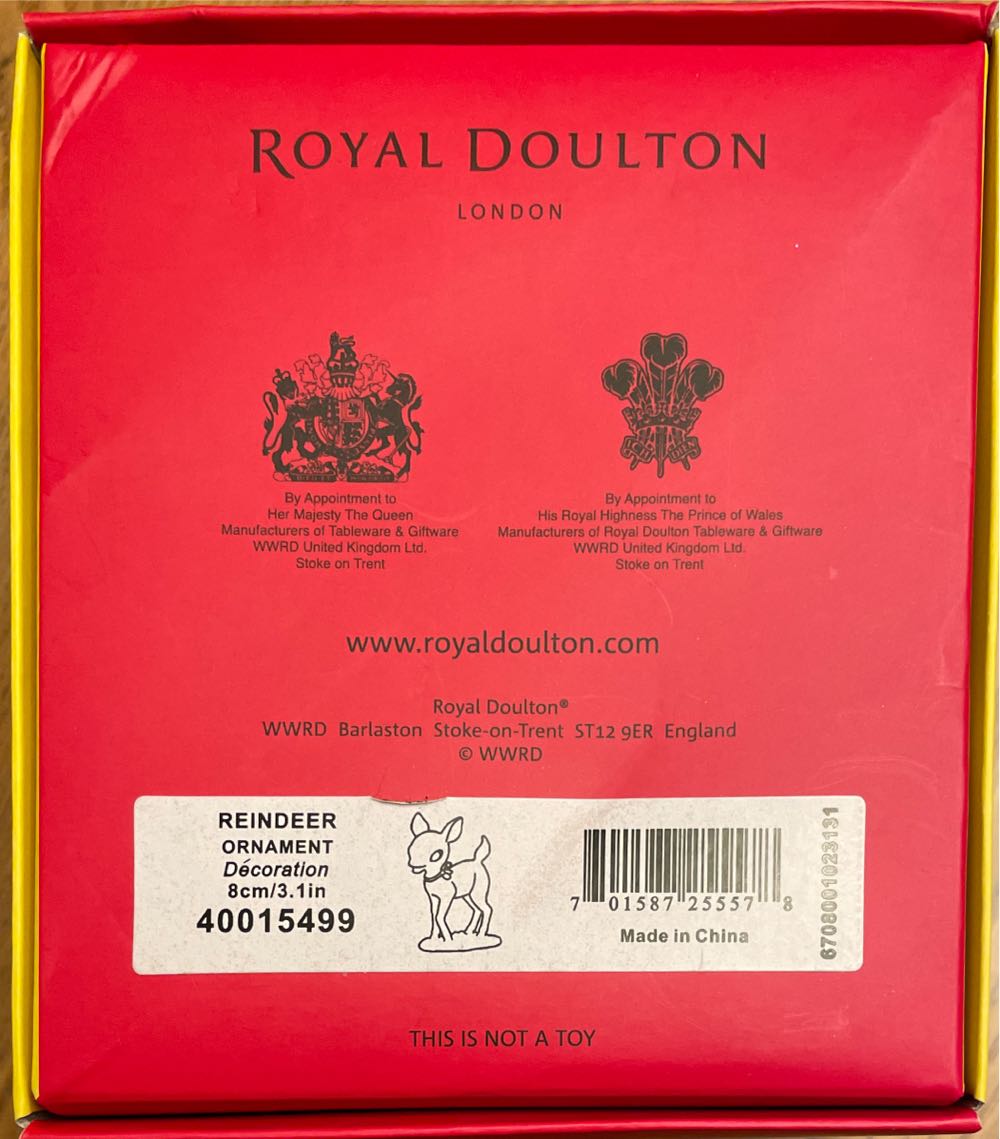 ROYAL DOULTON
LONDON
ICH DIEN
By Appointment to
Her Majesty The Queen
Manufacturers of Tableware & Giftware
WWRD United Kingdom Ltd.
Stoke on Trent
By Appointment to
His Royal Highness The Prince of Wales
Manufacturers of Royal Doulton Tableware & Giftware
WWRD United Kingdom Ltd.
Stoke on Trent
www.royaldoulton.com
Royal Doulton®
WWRD Barlaston Stoke-on-Trent ST12 9ER England
© WWRD
REINDEER
ORNAMENT
Décoration
8cm/3.1in
40015499
7 01587 25557 8
Made in China
6708001023131
THIS IS NOT A TOY